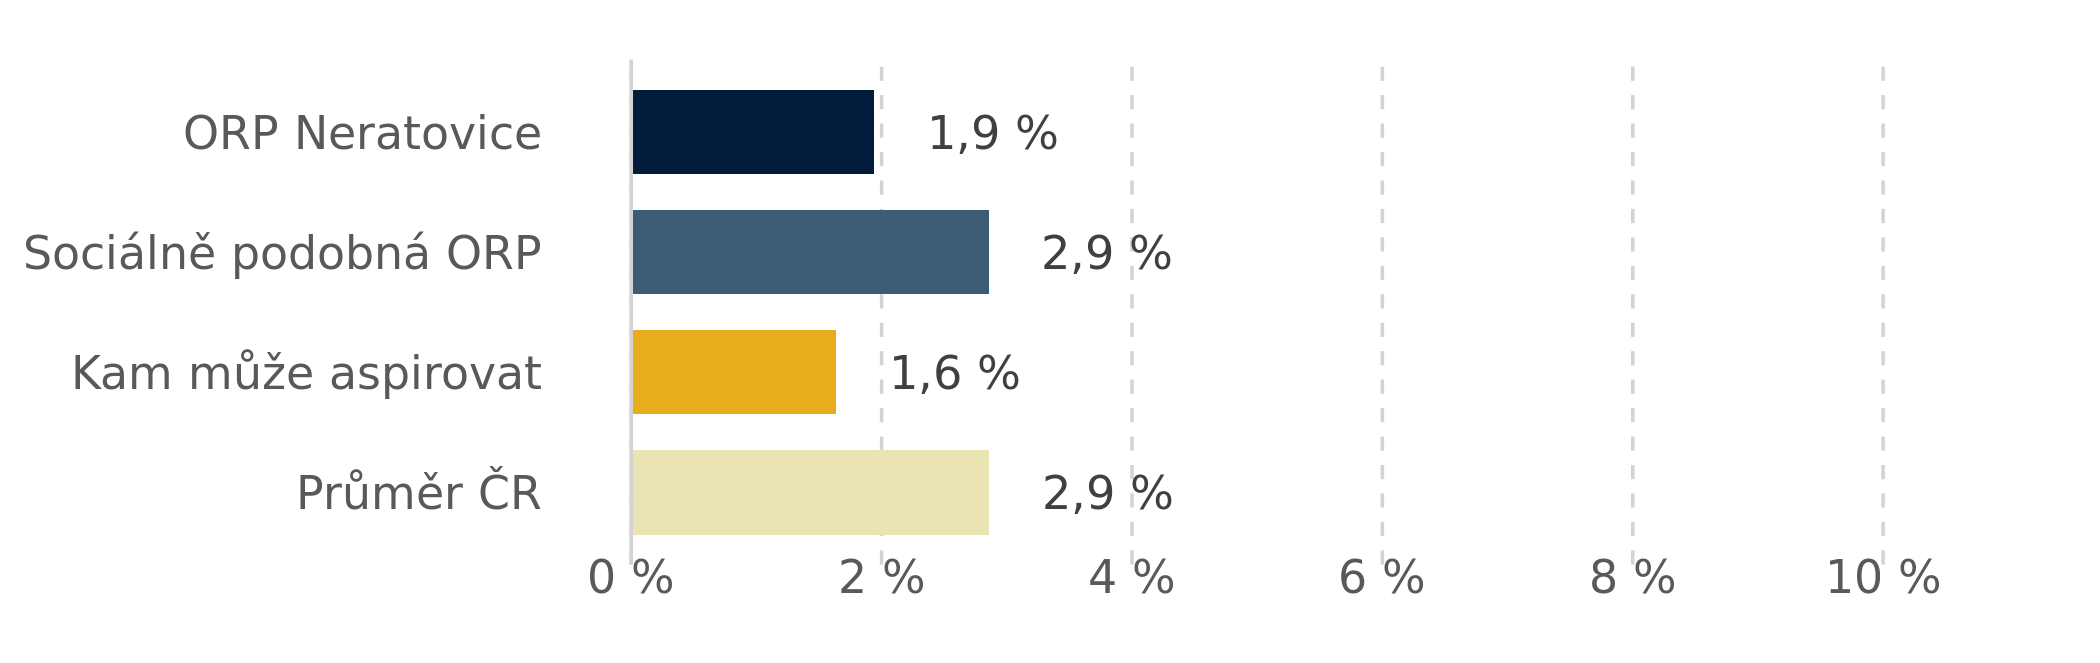 ORP Neratovice 1,9 %
Sociálně podobná ORP 2,9 %
Kam může aspirovat 1,6 %
Průměr ČR 2,9 %
0 % 2 % 4 % 6 % 8 % 10 %